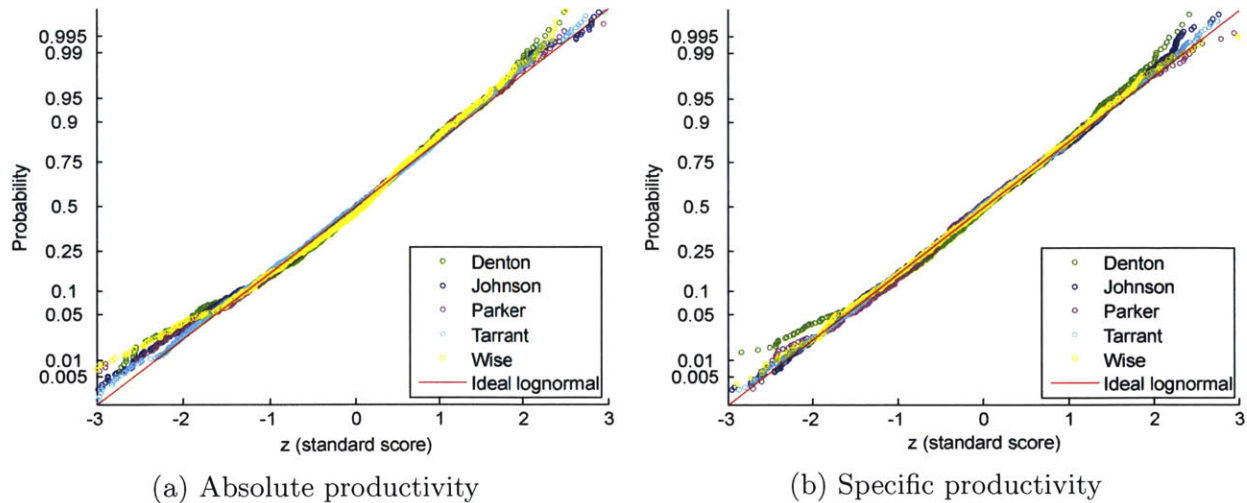 0.995
0.99
0.95
0.9
0.75
0.5
0.25
0.1
0.05
0.01
0.005
Probability
-3 -2 -1 0 1 2 3
z (standard score)
Denton
Johnson
Parker
Tarrant
Wise
Ideal lognormal
(a) Absolute productivity
0.995
0.99
0.95
0.9
0.75
0.5
0.25
0.1
0.05
0.01
0.005
Probability
-3 -2 -1 0 1 2 3
z (standard score)
Denton
Johnson
Parker
Tarrant
Wise
Ideal lognormal
(b) Specific productivity